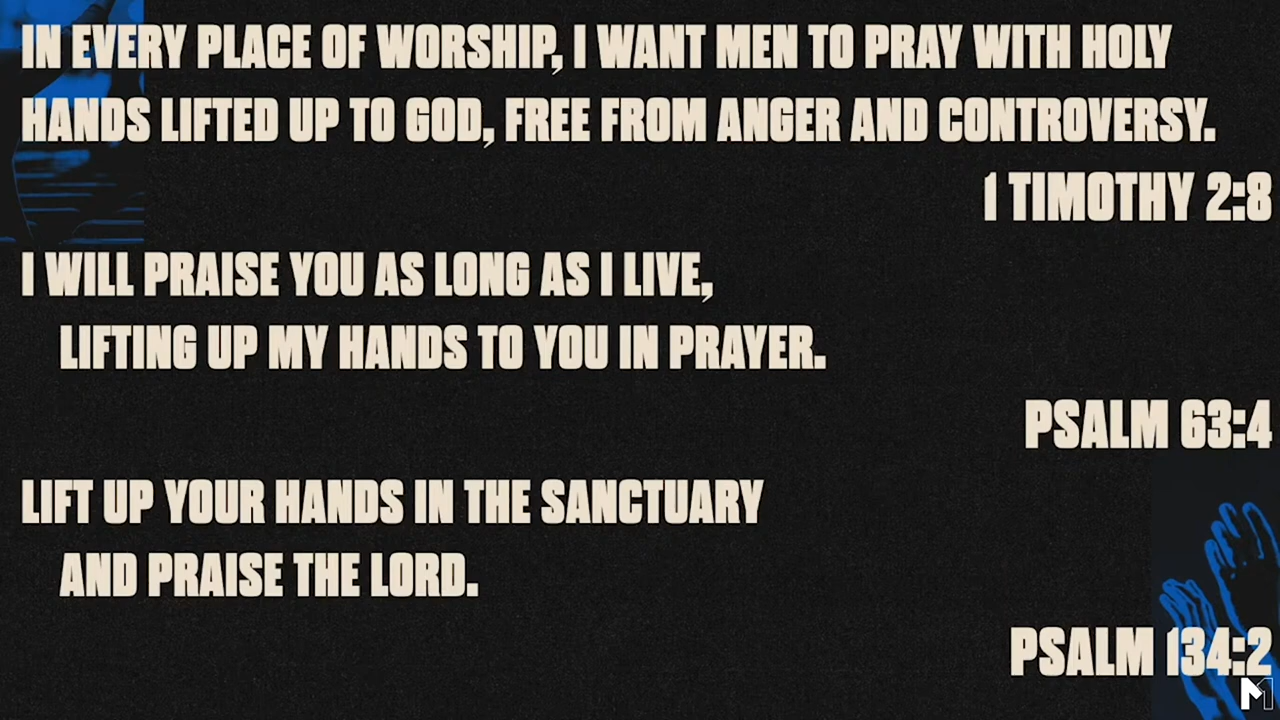 IN EVERY PLACE OF WORSHIP, I WANT MEN TO PRAY WITH HOLY
HANDS LIFTED UP TO GOD, FREE FROM ANGER AND CONTROVERSY.
1 TIMOTHY 2:8
I WILL PRAISE YOU AS LONG AS I LIVE,
LIFTING UP MY HANDS TO YOU IN PRAYER.
PSALM 63:4
LIFT UP YOUR HANDS IN THE SANCTUARY
AND PRAISE THE LORD.
PSALM 134:2
M1